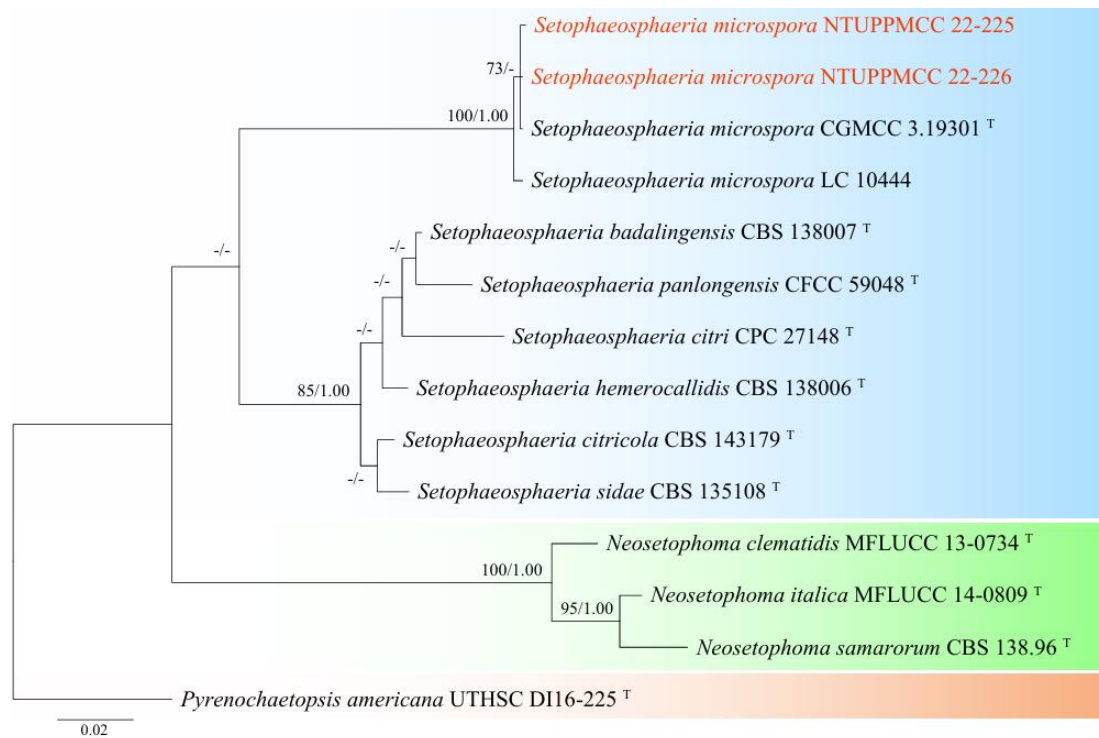 Setophaeosphaeria microspora NTUPPMCC 22-225
73/-
Setophaeosphaeria microspora NTUPPMCC 22-226
100/1.00
Setophaeosphaeria microspora CGMCC 3.19301 T
Setophaeosphaeria microspora LC 10444
-/-
Setophaeosphaeria badalingensis CBS 138007 T
-/-
-/-
Setophaeosphaeria panlongensis CFCC 59048 T
-/-
Setophaeosphaeria citri CPC 27148 T
85/1.00
Setophaeosphaeria hemerocallidis CBS 138006 T
Setophaeosphaeria citricola CBS 143179 T
-/-
Setophaeosphaeria sidae CBS 135108 T
Neosetophoma clematidis MFLUCC 13-0734 T
100/1.00
Neosetophoma italica MFLUCC 14-0809 T
95/1.00
Neosetophoma samarorum CBS 138.96 T
Pyrenochaetopsis americana UTHSC DI16-225 T
0.02